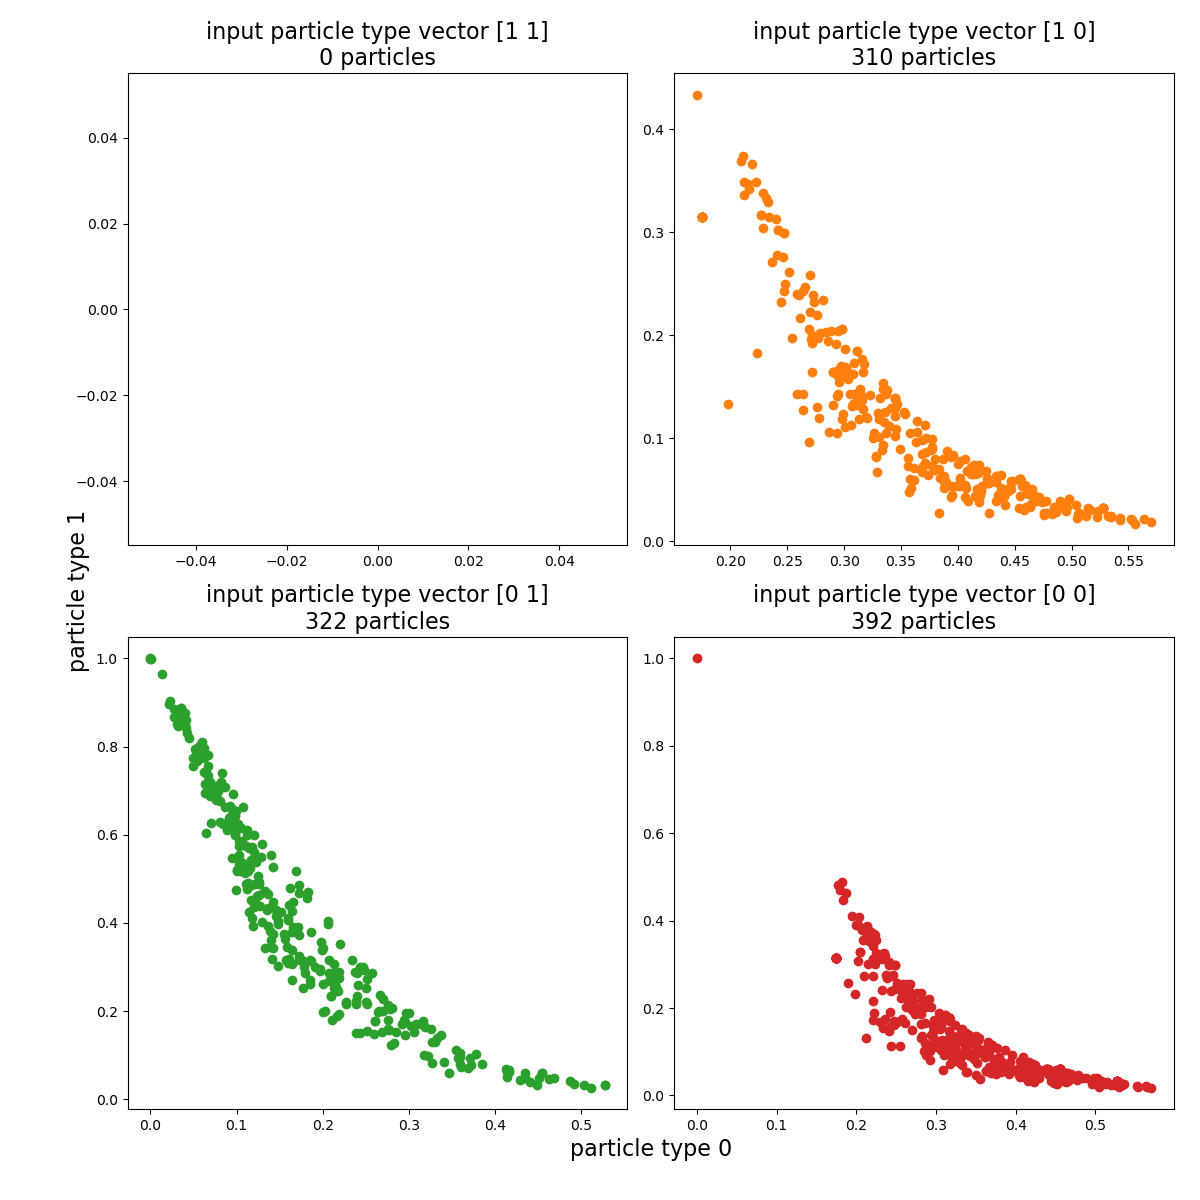 input particle type vector [1 1]
0 particles
0.04
0.02
0.00
−0.02
−0.04
−0.04 −0.02 0.00 0.02 0.04
input particle type vector [1 0]
310 particles
0.4
0.3
0.2
0.1
0.0
0.20 0.25 0.30 0.35 0.40 0.45 0.50 0.55
particle type 1
input particle type vector [0 1]
322 particles
1.0
0.8
0.6
0.4
0.2
0.0
0.0 0.1 0.2 0.3 0.4 0.5
input particle type vector [0 0]
392 particles
1.0
0.8
0.6
0.4
0.2
0.0
0.0 0.1 0.2 0.3 0.4 0.5
particle type 0